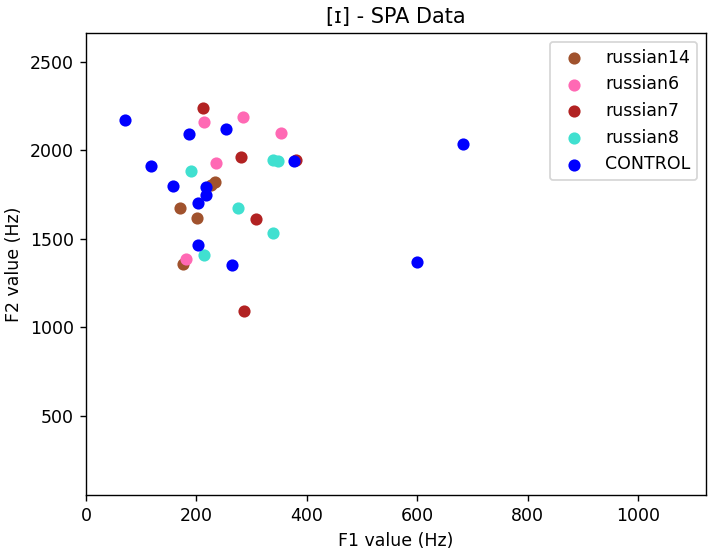 [ɪ] - SPA Data
russian14
russian6
russian7
russian8
CONTROL
F2 value (Hz)
2500
2000
1500
1000
500
0
200
400
600
800
1000
F1 value (Hz)